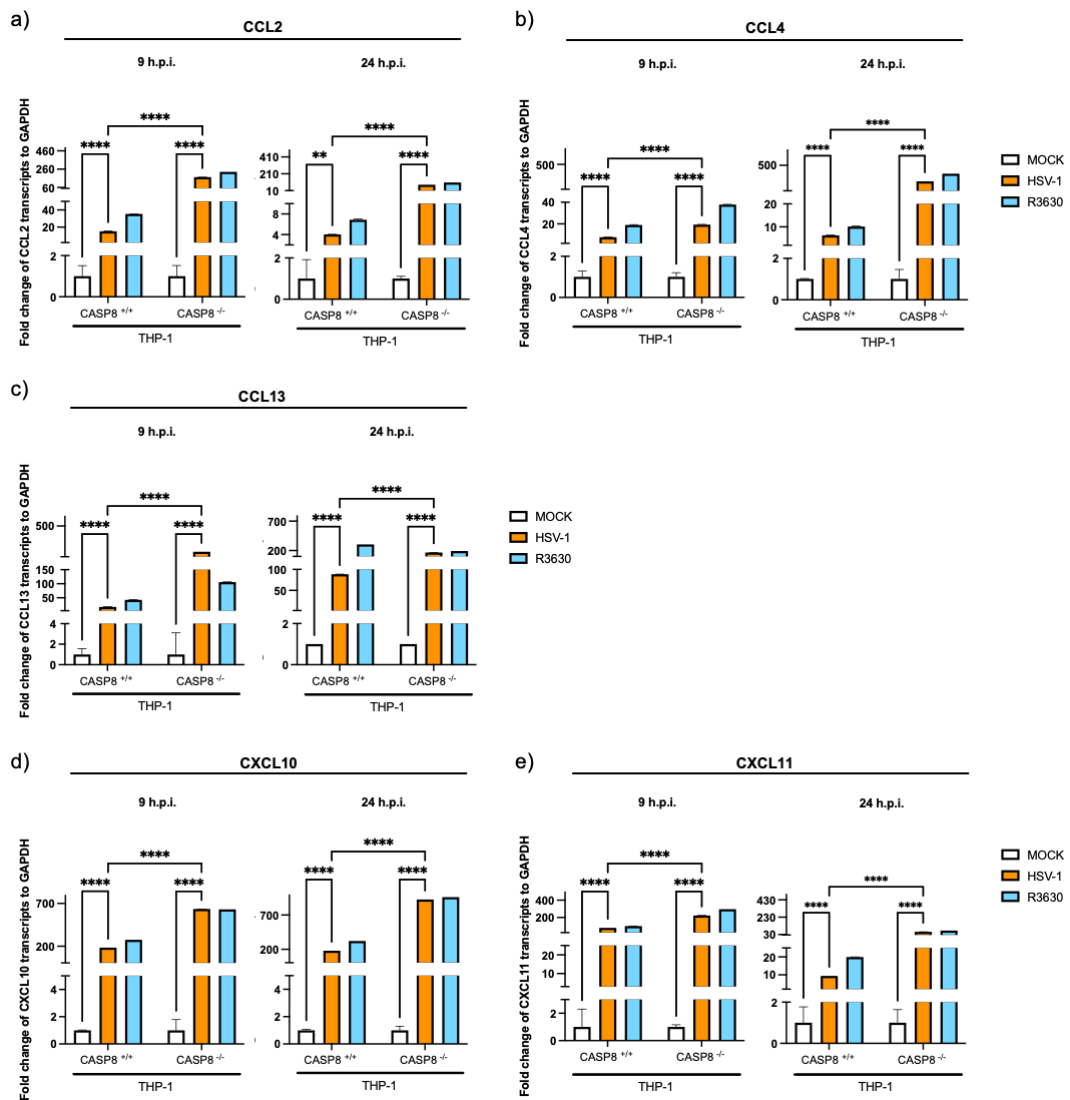 a)
CCL2
9 h.p.i.
24 h.p.i.
Fold change of CCL2 transcripts to GAPDH
460
260
60
40
20
2
0
**** **** ****
410
210
10
8
4
2
0
** **** ****
CASP8 +/+ CASP8 -/-
THP-1
CASP8 +/+ CASP8 -/-
THP-1
b)
CCL4
9 h.p.i.
24 h.p.i.
Fold change of CCL4 transcripts to GAPDH
500
40
20
2
0
**** **** ****
500
10
2
0
**** **** ****
CASP8 +/+ CASP8 -/-
THP-1
CASP8 +/+ CASP8 -/-
THP-1
MOCK
HSV-1
R3630
c)
CCL13
9 h.p.i.
24 h.p.i.
Fold change of CCL13 transcripts to GAPDH
500
150
100
50
4
2
0
**** **** ****
700
200
100
50
2
0
**** **** ****
CASP8 +/+ CASP8 -/-
THP-1
CASP8 +/+ CASP8 -/-
THP-1
MOCK
HSV-1
R3630
d)
CXCL10
9 h.p.i.
24 h.p.i.
Fold change of CXCL10 transcripts to GAPDH
700
200
4
2
0
**** **** ****
700
200
4
2
0
**** **** ****
CASP8 +/+ CASP8 -/-
THP-1
CASP8 +/+ CASP8 -/-
THP-1
e)
CXCL11
9 h.p.i.
24 h.p.i.
Fold change of CXCL11 transcripts to GAPDH
400
200
20
10
2
0
**** **** ****
430
230
30
20
10
2
0
**** **** ****
CASP8 +/+ CASP8 -/-
THP-1
CASP8 +/+ CASP8 -/-
THP-1
MOCK
HSV-1
R3630